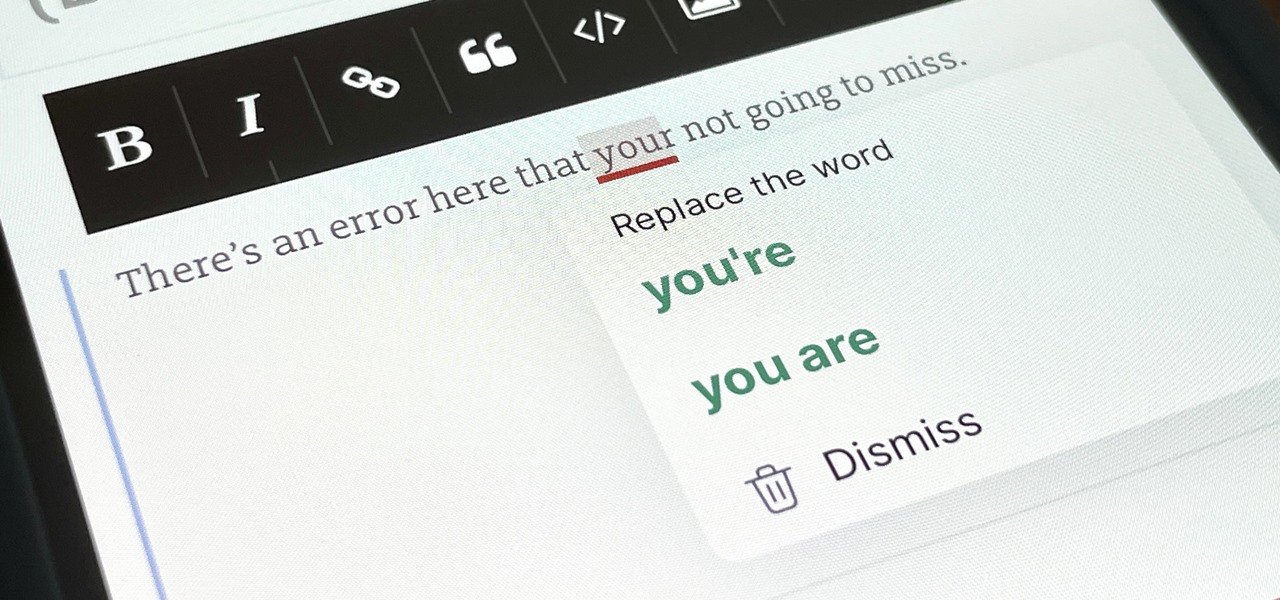 B I </>
There’s an error here that your not going to miss.
Replace the word
you're
you are
Dismiss